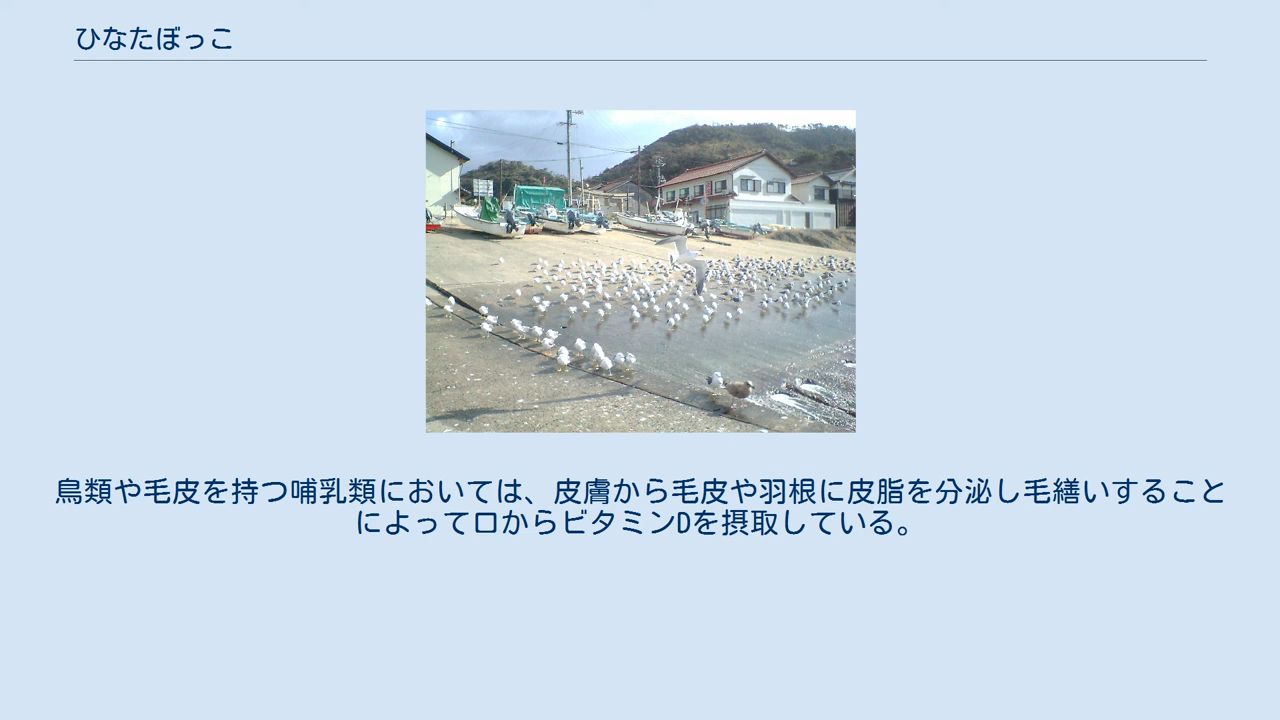 ひなたぼっこ
鳥類や毛皮を持つ哺乳類においては、皮膚から毛皮や羽根に皮脂を分泌し毛繕いすること
によって口からビタミンDを摂取している。